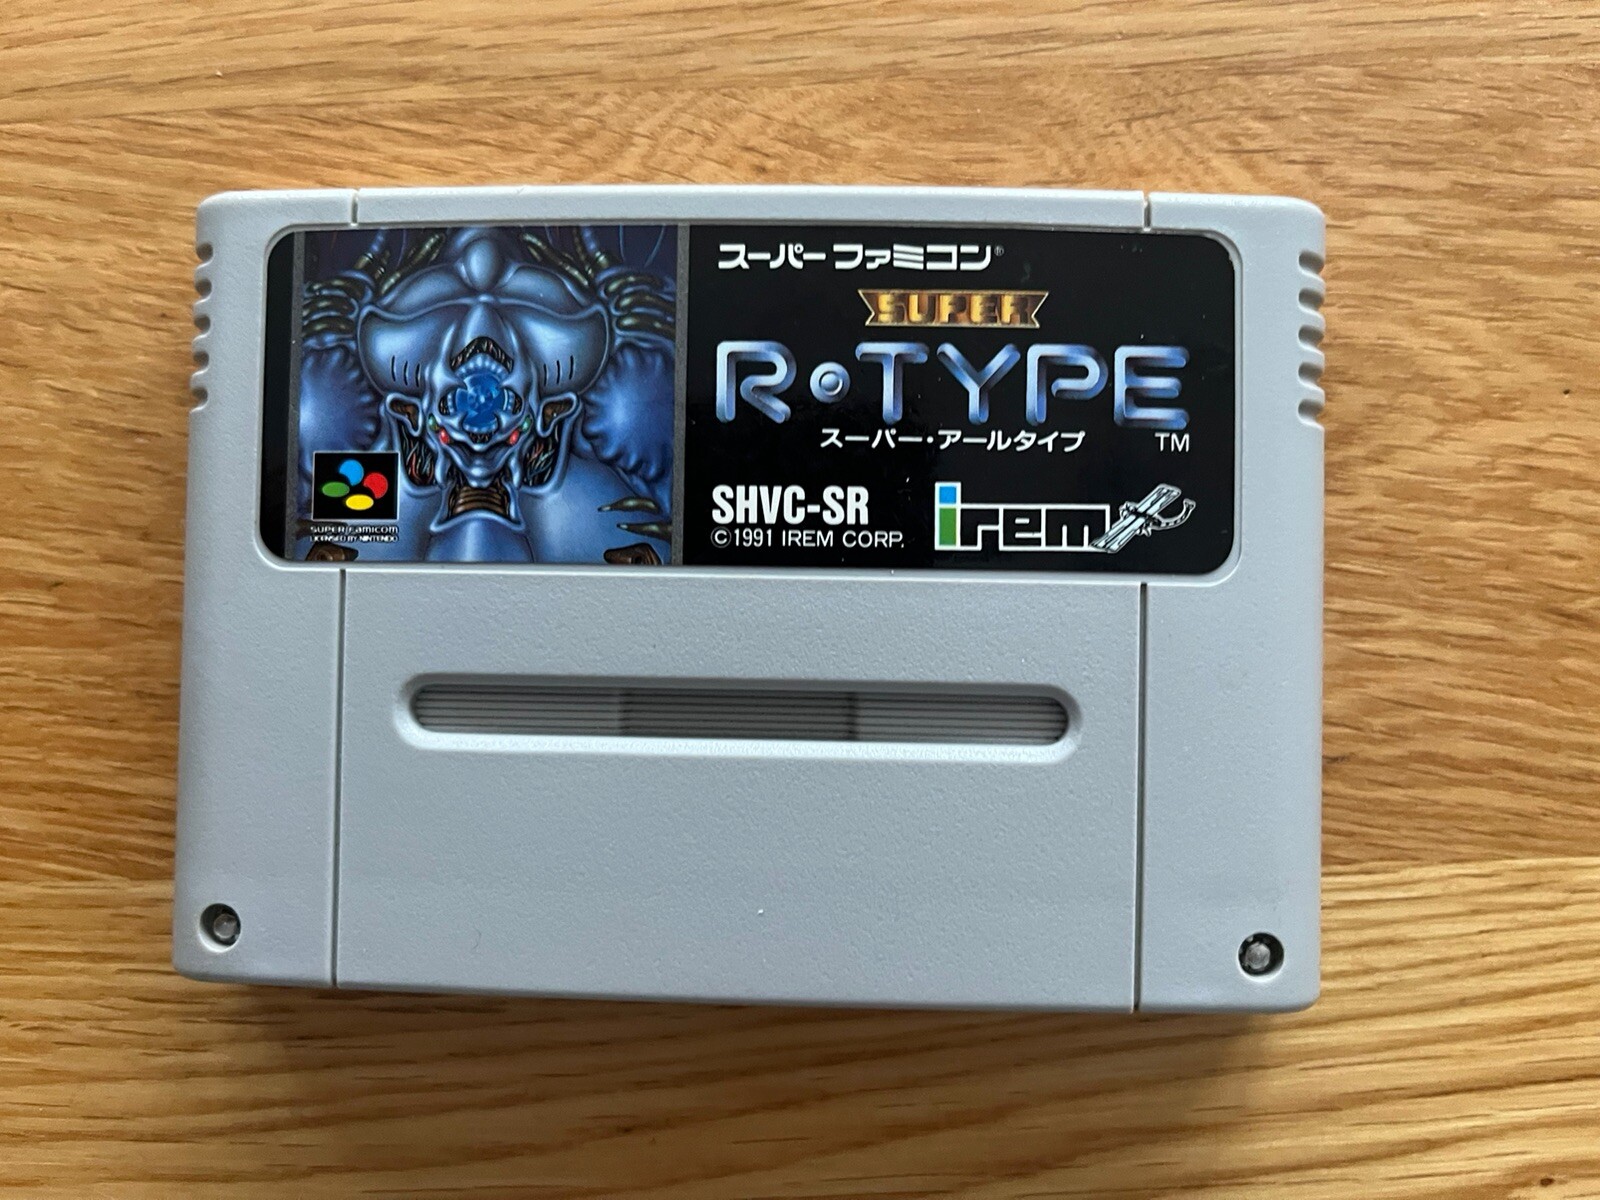 スーパーファミコン®
SUPER
R・TYPE
スーパー・アールタイプ
TM
SHVC-SR
©1991 IREM CORP.
irem
SUPER Famicom
LICENSED BY NINTENDO